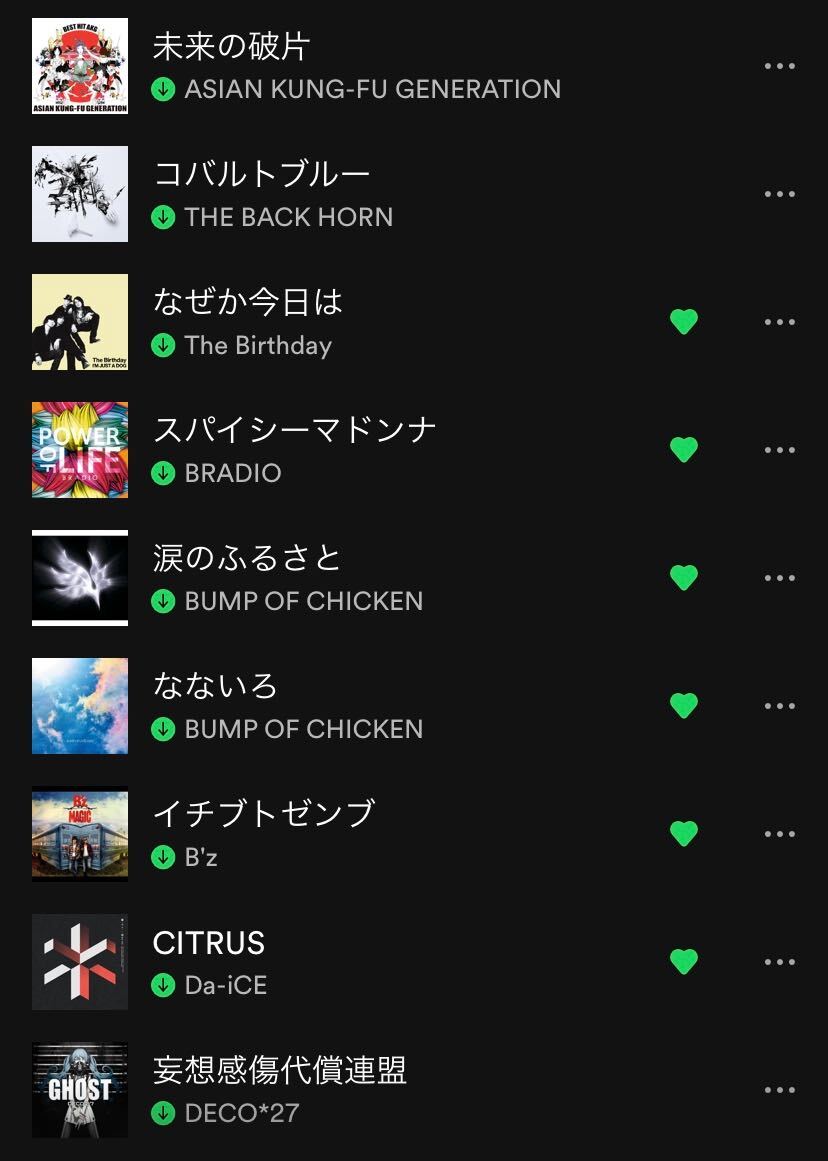 BEST HIT AKG
ASIAN KUNG-FU GENERATION
未来の破片
ASIAN KUNG-FU GENERATION
コバルトブルー
THE BACK HORN
The Birthday
I'M JUST A DOG
なぜか今日は
The Birthday
POWER
OF
LIFE
BRADIO
スパイシーマドンナ
BRADIO
涙のふるさと
BUMP OF CHICKEN
なないろ
BUMP OF CHICKEN
B'z
MAGIC
イチブトゼンブ
B'z
CITRUS
Da-iCE
GHOST
DECO*27
妄想感傷代償連盟
DECO*27